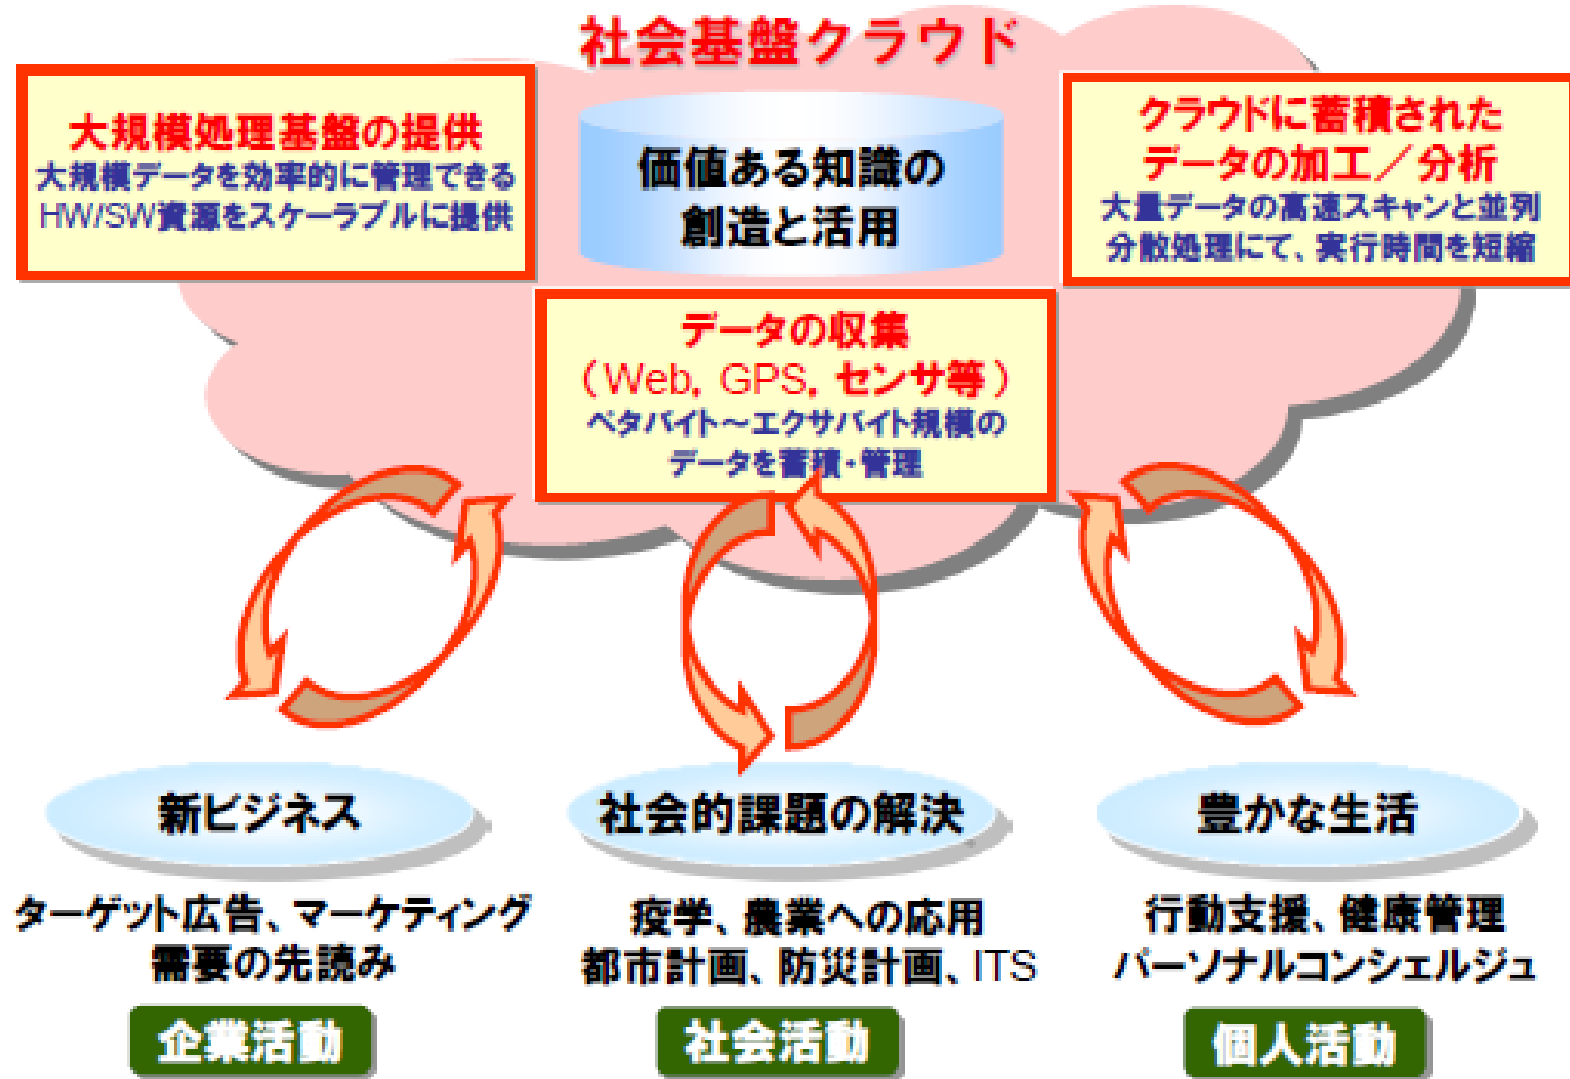 社会基盤クラウド
大規模処理基盤の提供
大規模データを効率的に管理できる
HW/SW資源をスケーラブルに提供
価値ある知識の
創造と活用
クラウドに蓄積された
データの加工／分析
大量データの高速スキャンと並列
分散処理にて、実行時間を短縮
データの収集
（Web, GPS, センサ等）
ペタバイト～エクサバイト規模の
データを蓄積・管理
新ビジネス
ターゲット広告、マーケティング
需要の先読み
企業活動
社会的課題の解決
疫学、農業への応用
都市計画、防災計画、ITS
社会活動
豊かな生活
行動支援、健康管理
パーソナルコンシェルジュ
個人活動